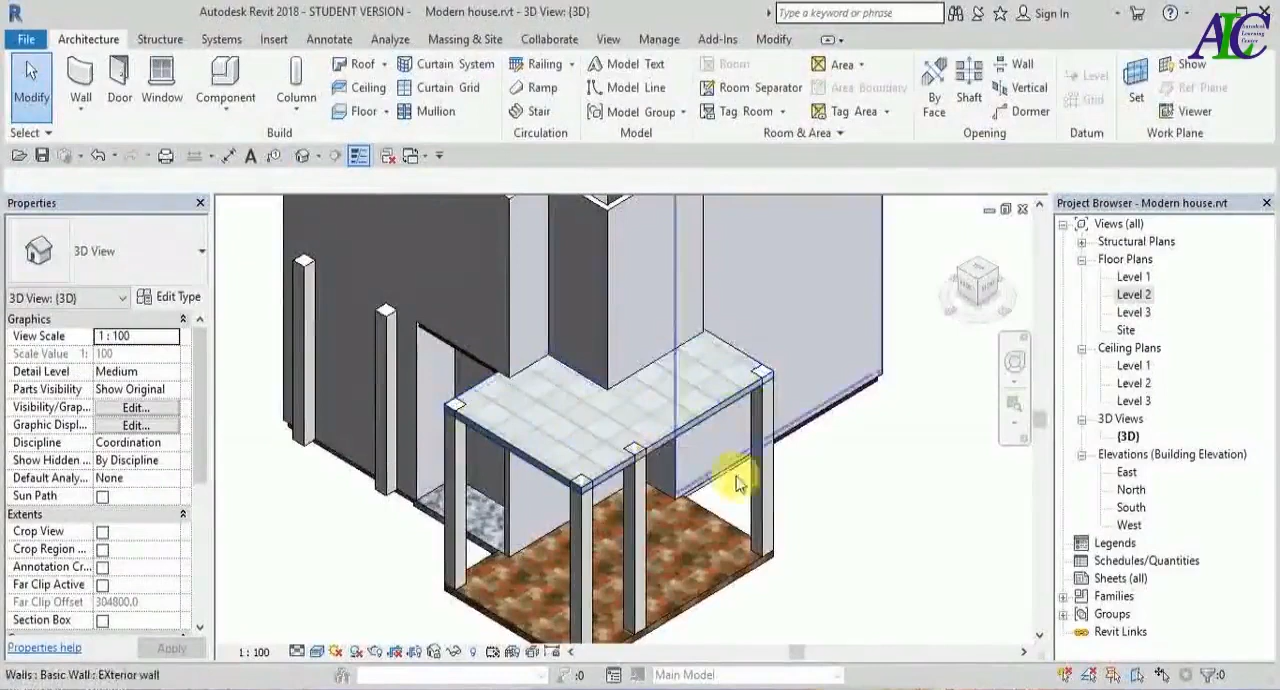 Autodesk Revit 2018 - STUDENT VERSION - Modern house.rvt - 3D View: {3D}
Type a keyword or phrase
Sign In
ALC
Autodesk Learning Center
File Architecture Structure Systems Insert Annotate Analyze Massing & Site Collaborate View Manage Add-Ins Modify
Modify
Wall
Door
Window
Component
Column
Roof
Ceiling
Floor
Curtain System
Curtain Grid
Mullion
Railing
Ramp
Stair
Model Text
Model Line
Model Group
Room
Room Separator
Tag Room
Area
Area Boundary
Tag Area
By Face
Shaft
Wall
Vertical
Dormer
Level
Grid
Set
Show
Ref Plane
Viewer
Select Build Circulation Model Room & Area Opening Datum Work Plane
Properties
3D View
3D View: {3D}
Edit Type
Graphics
View Scale 1 : 100
Scale Value 1: 100
Detail Level Medium
Parts Visibility Show Original
Visibility/Grap... Edit...
Graphic Displ... Edit...
Discipline Coordination
Show Hidden ... By Discipline
Default Analy... None
Sun Path
Extents
Crop View
Crop Region ...
Annotation Cr...
Far Clip Active
Far Clip Offset 304800.0
Section Box
Properties help
Apply
Project Browser - Modern house.rvt
Views (all)
Structural Plans
Floor Plans
Level 1
Level 2
Level 3
Site
Ceiling Plans
Level 1
Level 2
Level 3
3D Views
{3D}
Elevations (Building Elevation)
East
North
South
West
Legends
Schedules/Quantities
Sheets (all)
Families
Groups
Revit Links
1 : 100
Walls : Basic Wall : EXterior wall
:0
Main Model
:0